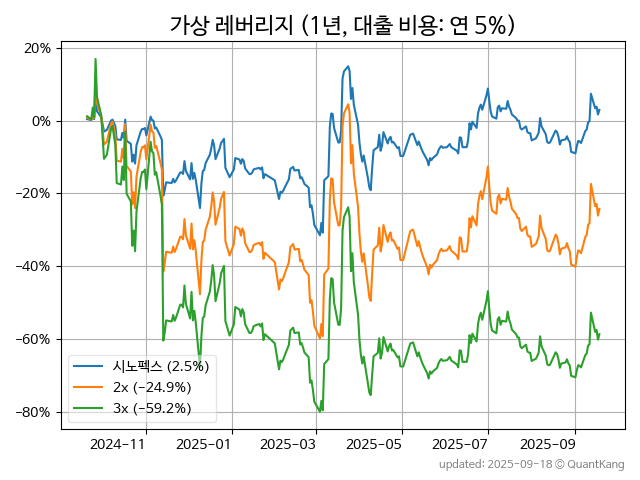 가상 레버리지 (1년, 대출 비용: 연 5%)
20%
0%
−20%
−40%
−60%
−80%
시노펙스 (2.5%)
2x (−24.9%)
3x (−59.2%)
2024−11 2025−01 2025−03 2025−05 2025−07 2025−09
updated: 2025-09-18 © QuantKang